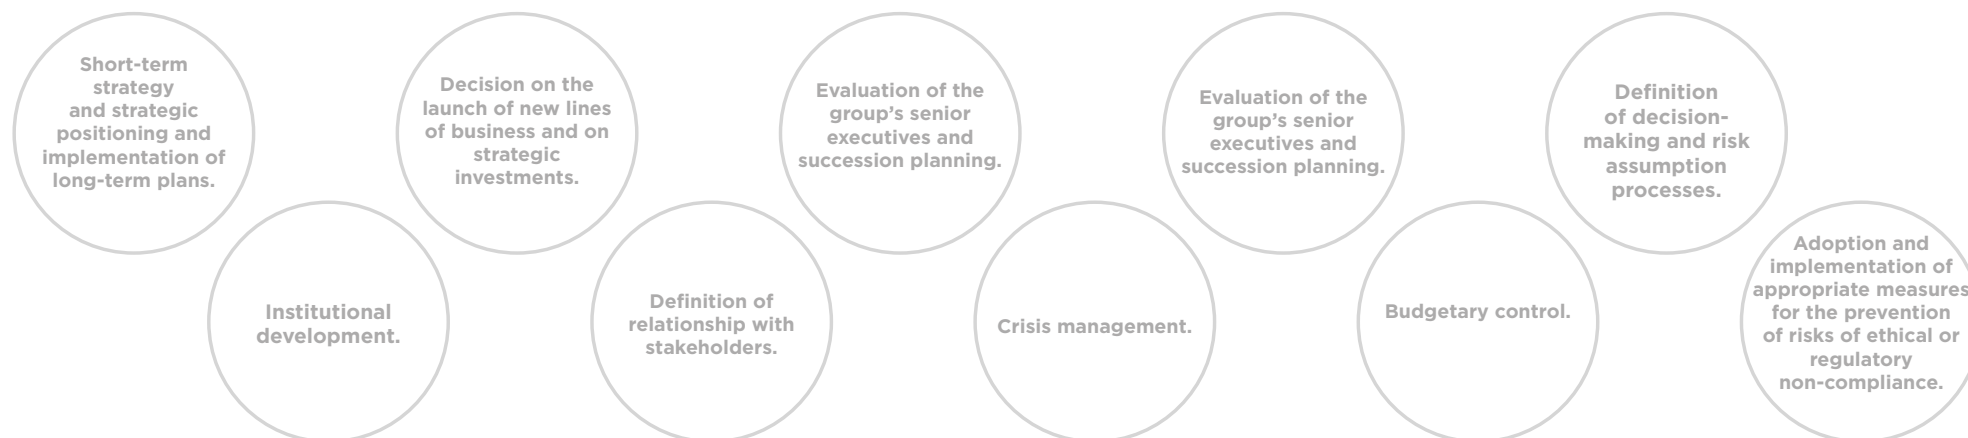 Short-term
strategy
and strategic
positioning and
implementation of
long-term plans.
Institutional
development.
Decision on the
launch of new lines
of business and on
strategic
investments.
Definition of
relationship with
stakeholders.
Evaluation of the
group's senior
executives and
succession planning.
Crisis management.
Evaluation of the
group's senior
executives and
succession planning.
Budgetary control.
Definition
of decision-
making and risk
assumption
processes.
Adoption and
implementation of
appropriate measures
for the prevention
of risks of ethical or
regulatory
non-compliance.